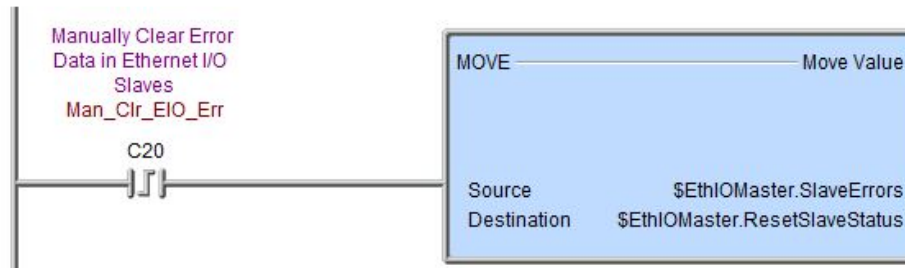 Manually Clear Error
Data in Ethernet I/O
Slaves
Man_Clr_EIO_Err
C20
MOVE Move Value
Source $EthIOMaster.SlaveErrors
Destination $EthIOMaster.ResetSlaveStatus